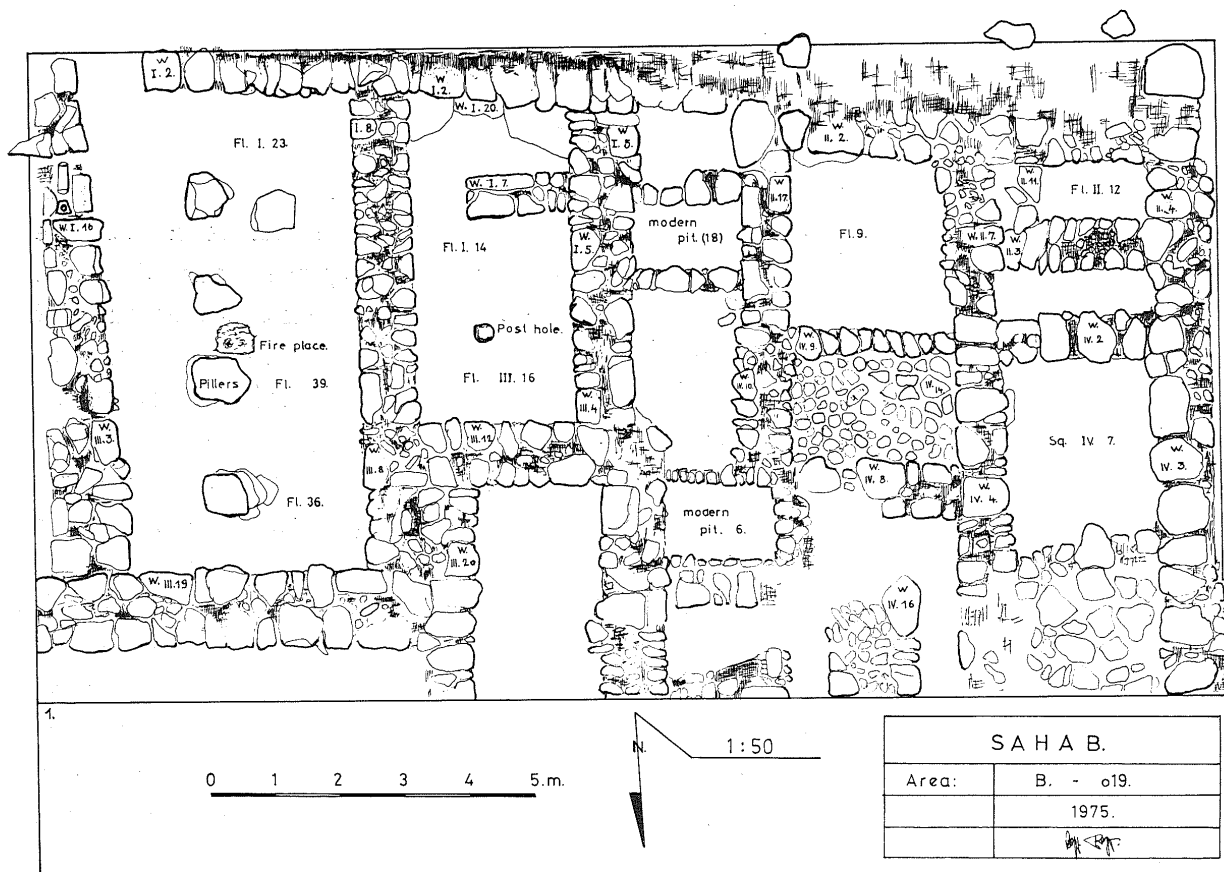 W I. 2.
W I. 2.
W. I. 20.
I. 8.
W I. 5.
W II. 2.
Fl. I. 23.
W. I. 7.
W II. 17.
W II. 11.
Fl. II. 12
W. II. 4.
W. I. 16
Fl. I. 14
W. I. 5.
modern
pit. (18)
Fl. 9.
W. II. 7.
W. II. 3.
Post hole.
Fire place.
W. IV. 9.
W. IV. 2
Pillers
Fl. 39.
Fl. III. 16
W. III. 4
W. IV. 10.
IV. 14.
W. III. 3.
W. III. 12
Sq. IV. 7.
W. III. 8
W. IV. 8.
W. IV. 3.
Fl. 36.
W. IV. 4.
modern
pit. 6.
W. III. 20
W. III. 19
W IV. 16
1.
N.
1:50
0 1 2 3 4 5.m.
SAHAB.
Area: B. - o19.
1975.